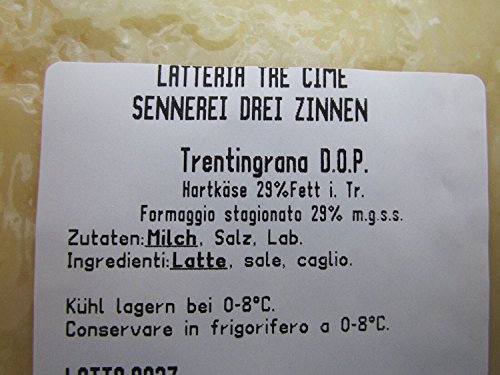 LATTERIA TRE CIME
SENNEREI DREI ZINNEN
Trentingrana D.O.P.
Hartkäse 29%Fett i. Tr.
Formaggio stagionato 29% m.g.s.s.
Zutaten:Milch, Salz, Lab.
Ingredienti:Latte, sale, caglio.
Kühl lagern bei 0-8°C.
Conservare in frigorifero a 0-8°C.